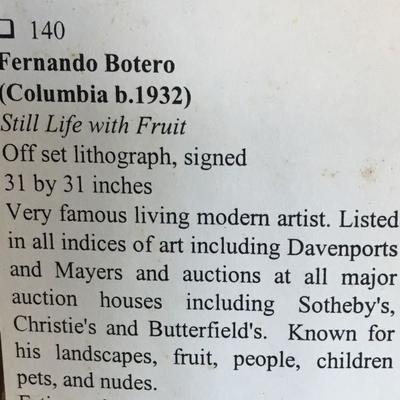 140
Fernando Botero
(Columbia b.1932)
Still Life with Fruit
Off set lithograph, signed
31 by 31 inches
Very famous living modern artist. Listed
in all indices of art including Davenports
and Mayers and auctions at all major
auction houses including Sotheby's,
Christie's and Butterfield's. Known for
his landscapes, fruit, people, children
pets, and nudes.